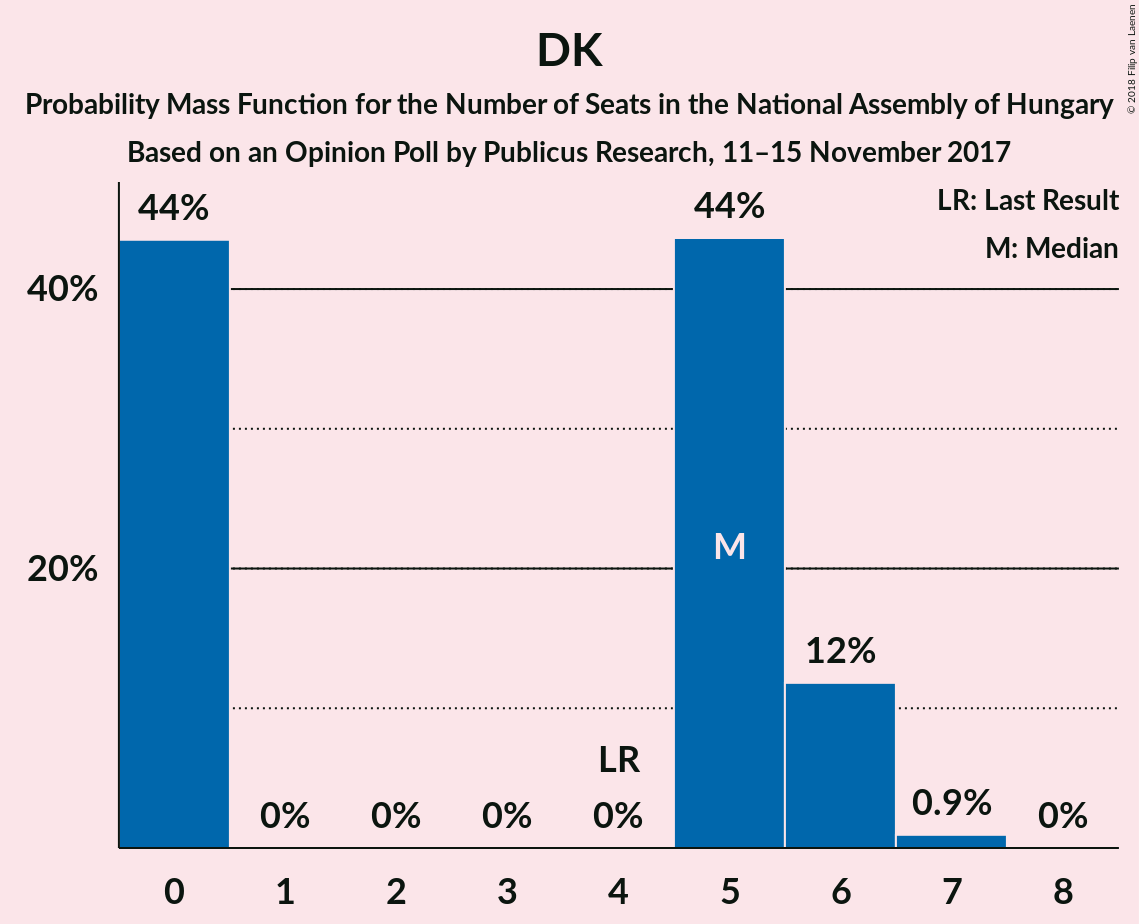 DK
Probability Mass Function for the Number of Seats in the National Assembly of Hungary
Based on an Opinion Poll by Publicus Research, 11–15 November 2017
© 2018 Filip van Laenen
LR: Last Result
M: Median
44%
44%
40%
M
20%
12%
LR
0%
0%
0%
0%
0.9%
0%
0 1 2 3 4 5 6 7 8